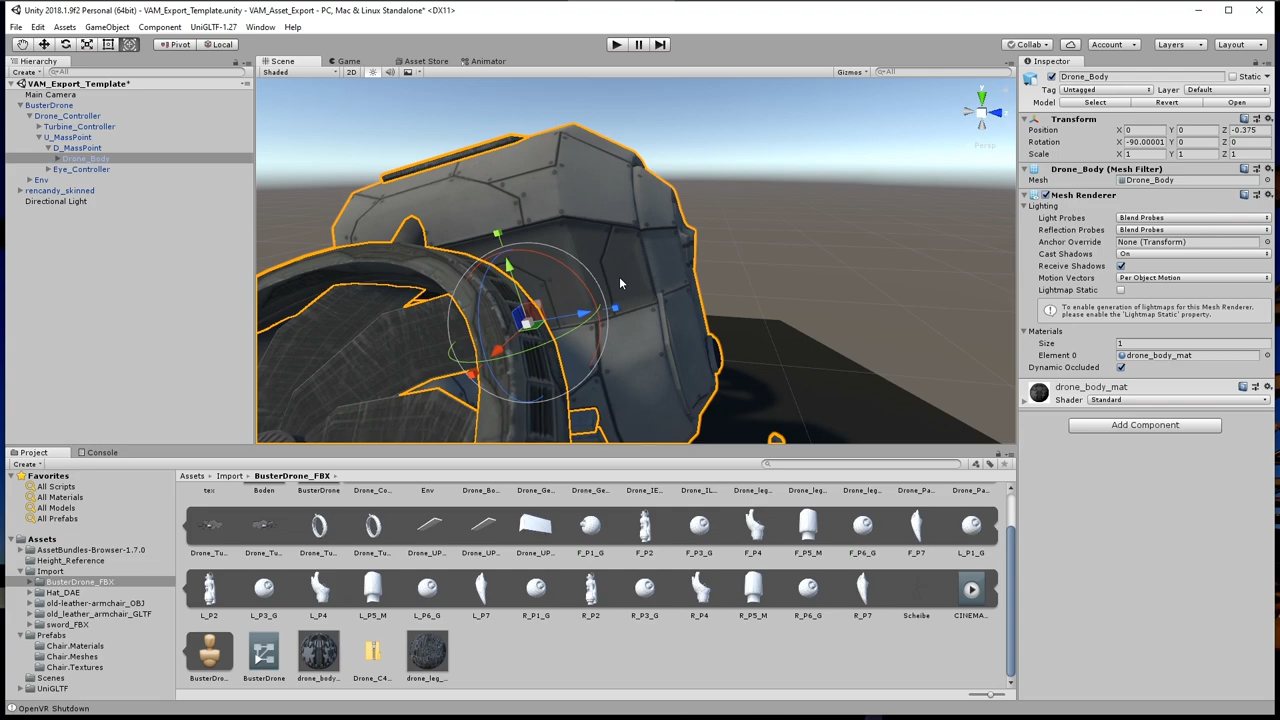 Unity 2018.1.9f2 Personal (64bit) - VAM_Export_Template.unity - VAM_Asset_Export - PC, Mac & Linux Standalone* <DX11>
File Edit Assets GameObject Component UniGLTF-1.27 Window Help
Pivot Local Collab Account Layers Layout
Hierarchy
Create All
VAM_Export_Template*
Main Camera
BusterDrone
Drone_Controller
Turbine_Controller
U_MassPoint
D_MassPoint
Drone_Body
Eye_Controller
Env
rencandy_skinned
Directional Light
Scene Game Asset Store Animator
Shaded 2D Gizmos All
y
Persp
Inspector
Drone_Body Static
Tag Untagged Layer Default
Model Select Revert Open
Transform
Position X 0 Y 0 Z -0.375
Rotation X -90.00001 Y 0 Z 0
Scale X 1 Y 1 Z 1
Drone_Body (Mesh Filter)
Mesh Drone_Body
Mesh Renderer
Lighting
Light Probes Blend Probes
Reflection Probes Blend Probes
Anchor Override None (Transform)
Cast Shadows On
Receive Shadows
Motion Vectors Per Object Motion
Lightmap Static
To enable generation of lightmaps for this Mesh Renderer, please enable the 'Lightmap Static' property.
Materials
Size 1
Element 0 drone_body_mat
Dynamic Occluded
drone_body_mat
Shader Standard
Add Component
Project Console
Create
Favorites
All Scripts
All Materials
All Models
All Prefabs
Assets
AssetBundles-Browser-1.7.0
Height_Reference
Import
BusterDrone_FBX
Hat_DAE
old-leather-armchair_OBJ
old_leather_armchair_GLTF
sword_FBX
Prefabs
Chair.Materials
Chair.Meshes
Chair.Textures
Scenes
UniGLTF
Assets Import BusterDrone_FBX
tex Boden BusterDrone Drone_Co... Env Drone_Bo... Drone_Ge... Drone_Ge... Drone_IE... Drone_IL... Drone_leg... Drone_leg... Drone_leg... Drone_Pa... Drone_Pa...
Drone_Tu... Drone_Tu... Drone_Tu... Drone_Tu... Drone_UP... Drone_UP... Drone_UP... F_P1_G F_P2 F_P3_G F_P4 F_P5_M F_P6_G F_P7 L_P1_G
L_P2 L_P3_G L_P4 L_P5_M L_P6_G L_P7 R_P1_G R_P2 R_P3_G R_P4 R_P5_M R_P6_G R_P7 Scheibe CINEMA...
BusterDro... BusterDrone drone_body... Drone_C4... drone_leg_...
OpenVR Shutdown